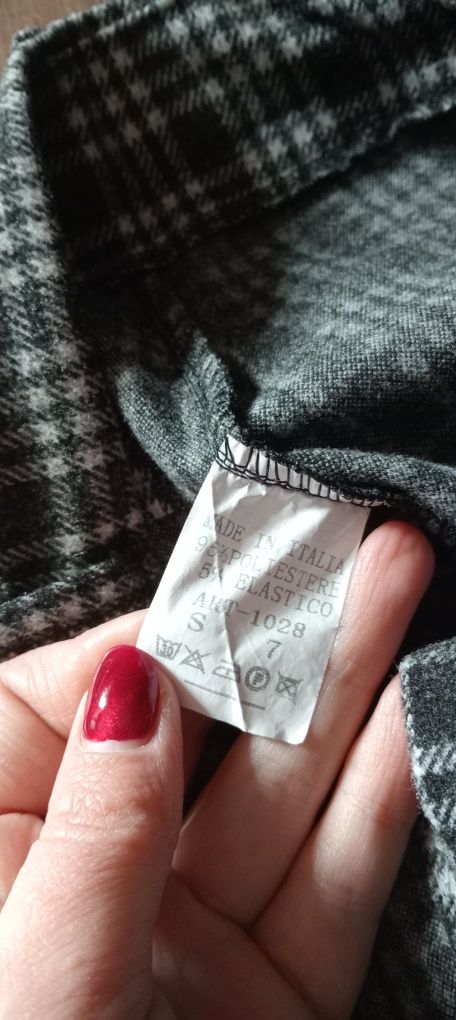 MADE IN ITALIA
95%POLIESTERE
5% ELASTICO
ART-1028
S 7
P